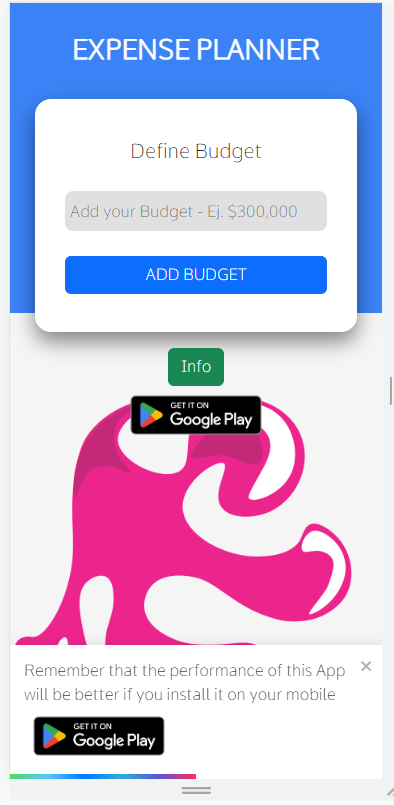 EXPENSE PLANNER
Define Budget
Add your Budget - Ej. $300,000
ADD BUDGET
Info
GET IT ON
Google Play
Remember that the performance of this App
will be better if you install it on your mobile
GET IT ON
Google Play